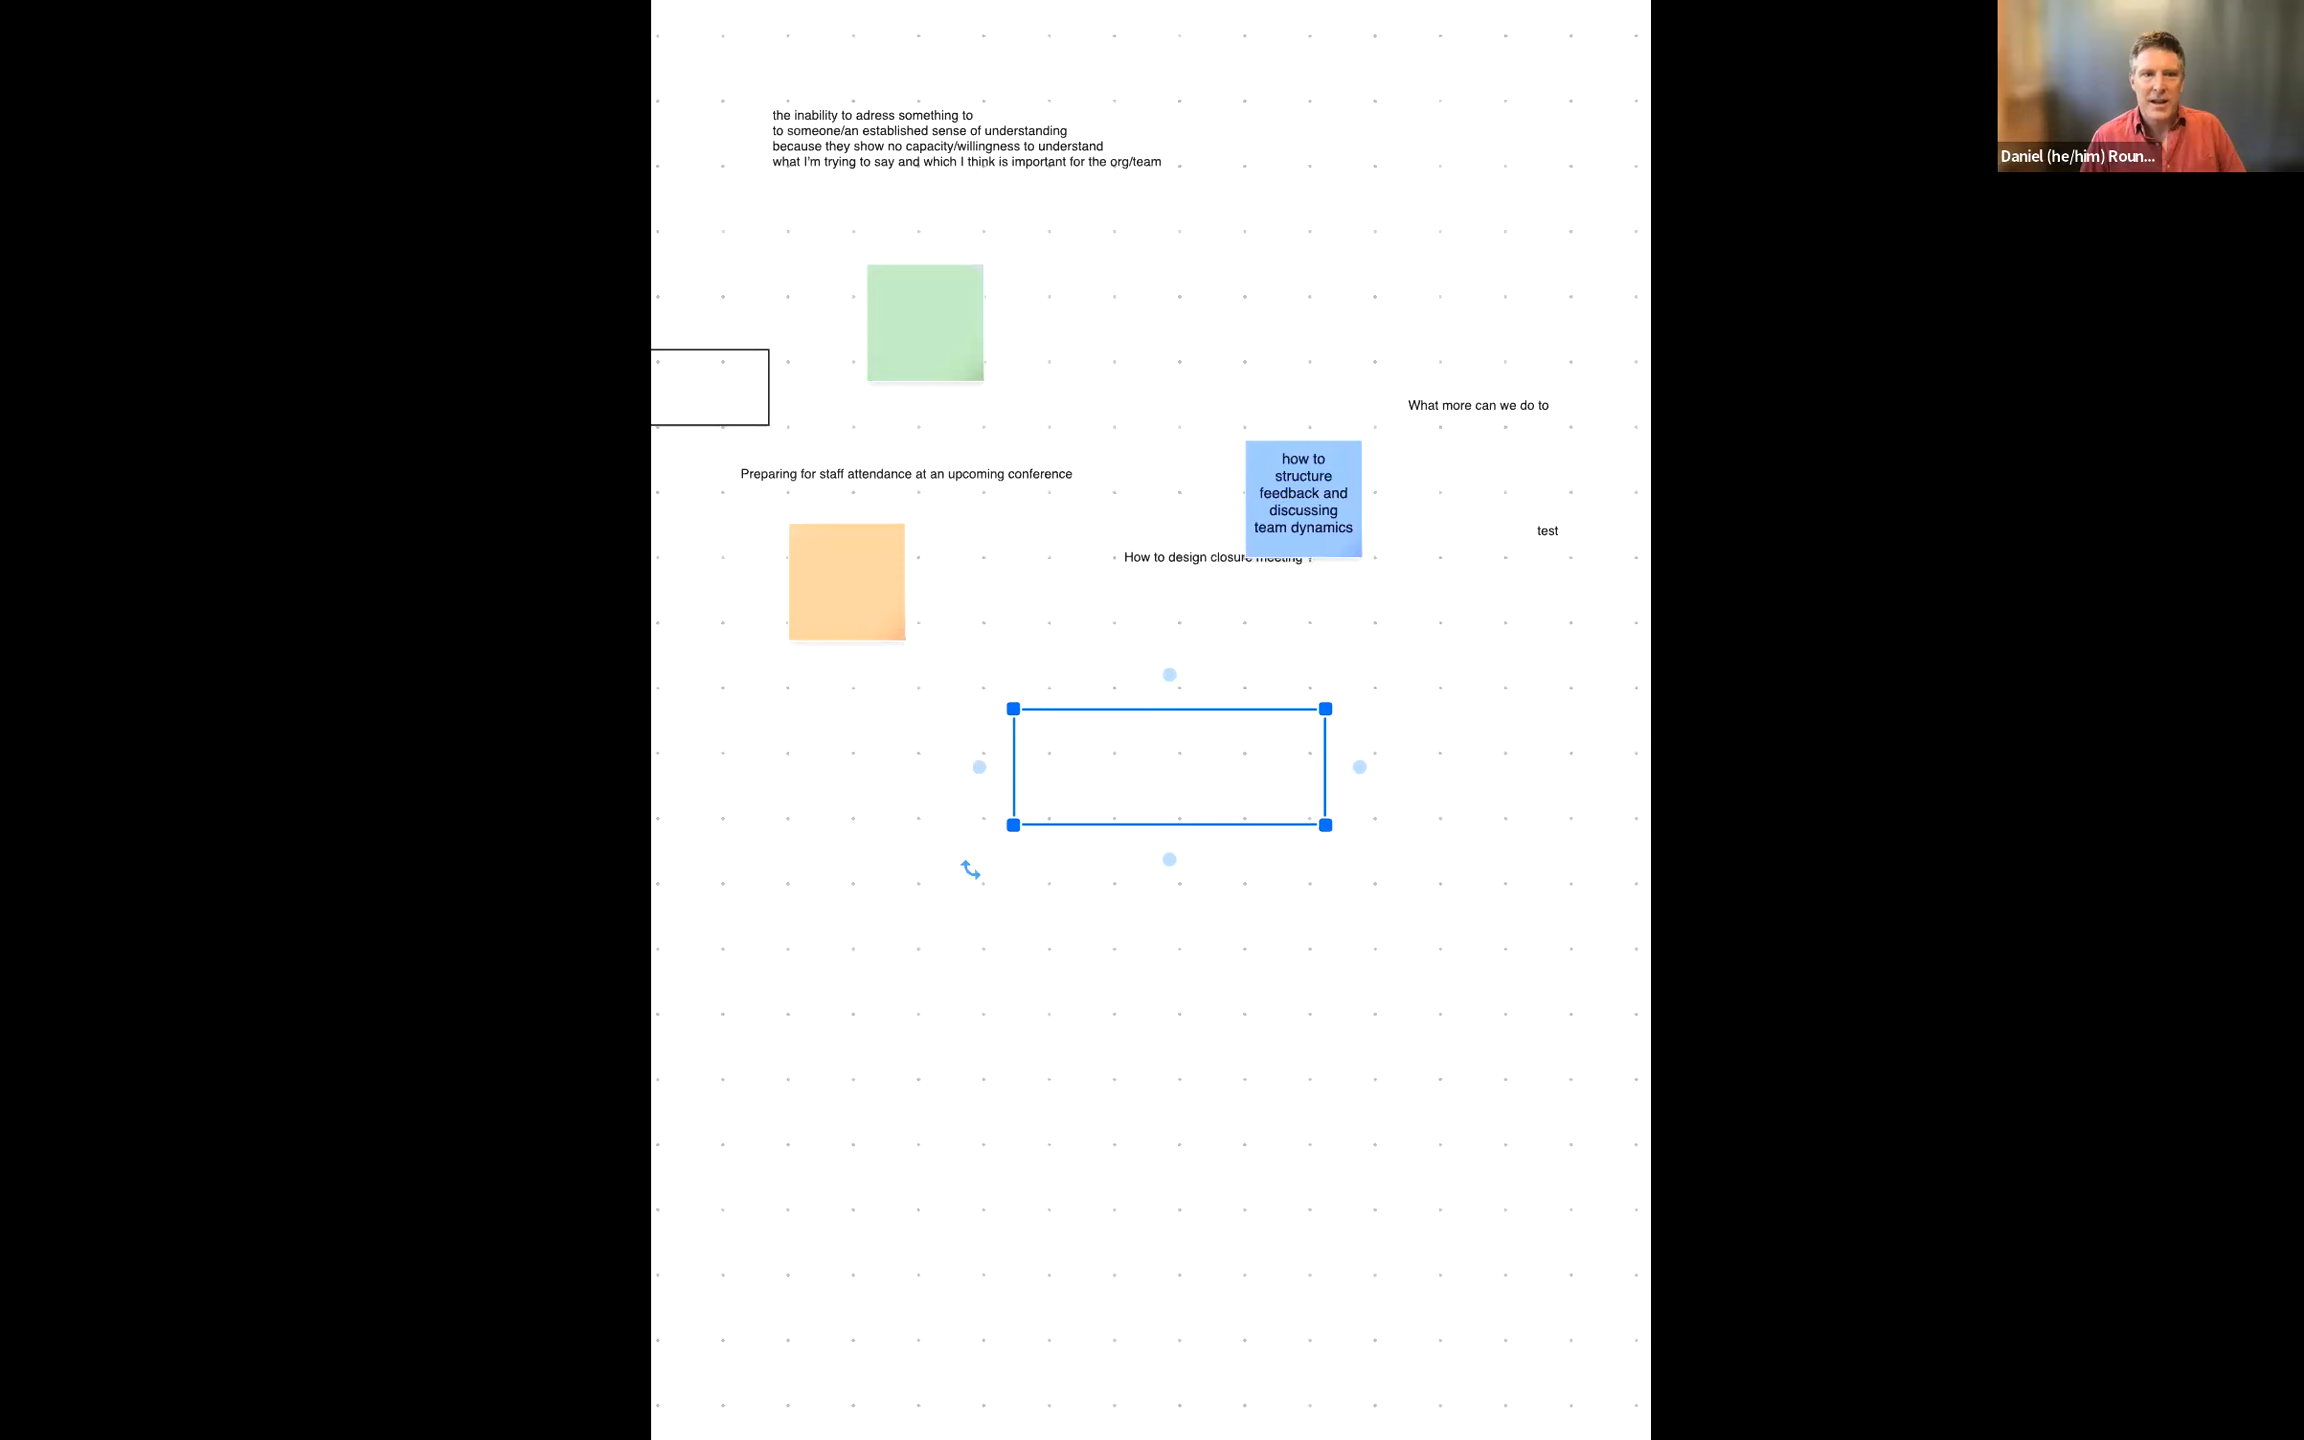 the inability to adress something to
to someone/an established sense of understanding
because they show no capacity/willingness to understand
what I'm trying to say and which I think is important for the org/team
What more can we do to
Preparing for staff attendance at an upcoming conference
how to
structure
feedback and
discussing
team dynamics
test
How to design closure meeting ?
Daniel (he/him) Roun...